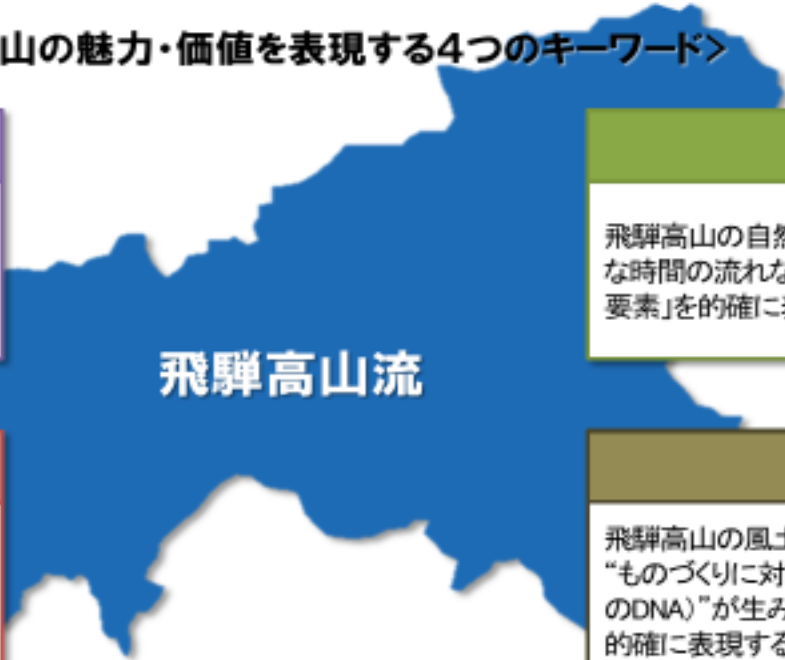 山の魅力・価値を表現する4つのキーワード>
飛騨高山の自然
な時間の流れな
要素」を的確に表
飛騨高山流
飛騨高山の風土
“ものづくりに対
のDNA)”が生み
的確に表現する